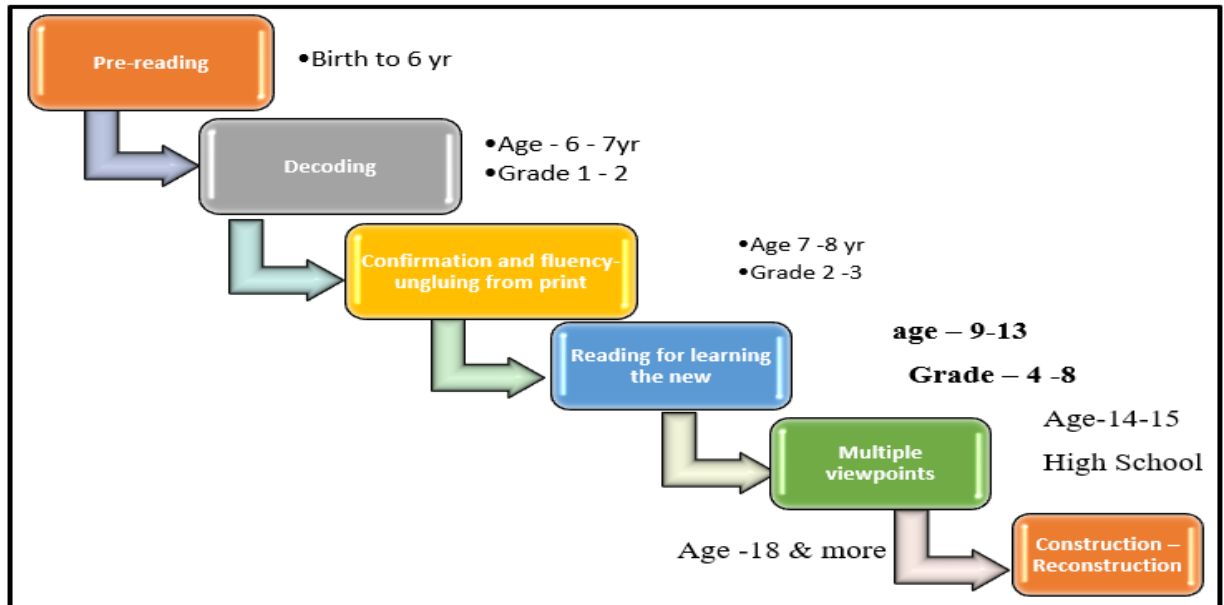 Pre-reading
•Birth to 6 yr
Decoding
•Age - 6 - 7yr
•Grade 1 - 2
Confirmation and fluency-
ungluing from print
•Age 7 -8 yr
•Grade 2 -3
Reading for learning
the new
age – 9-13
Grade – 4 -8
Multiple
viewpoints
Age-14-15
High School
Age -18 & more
Construction –
Reconstruction